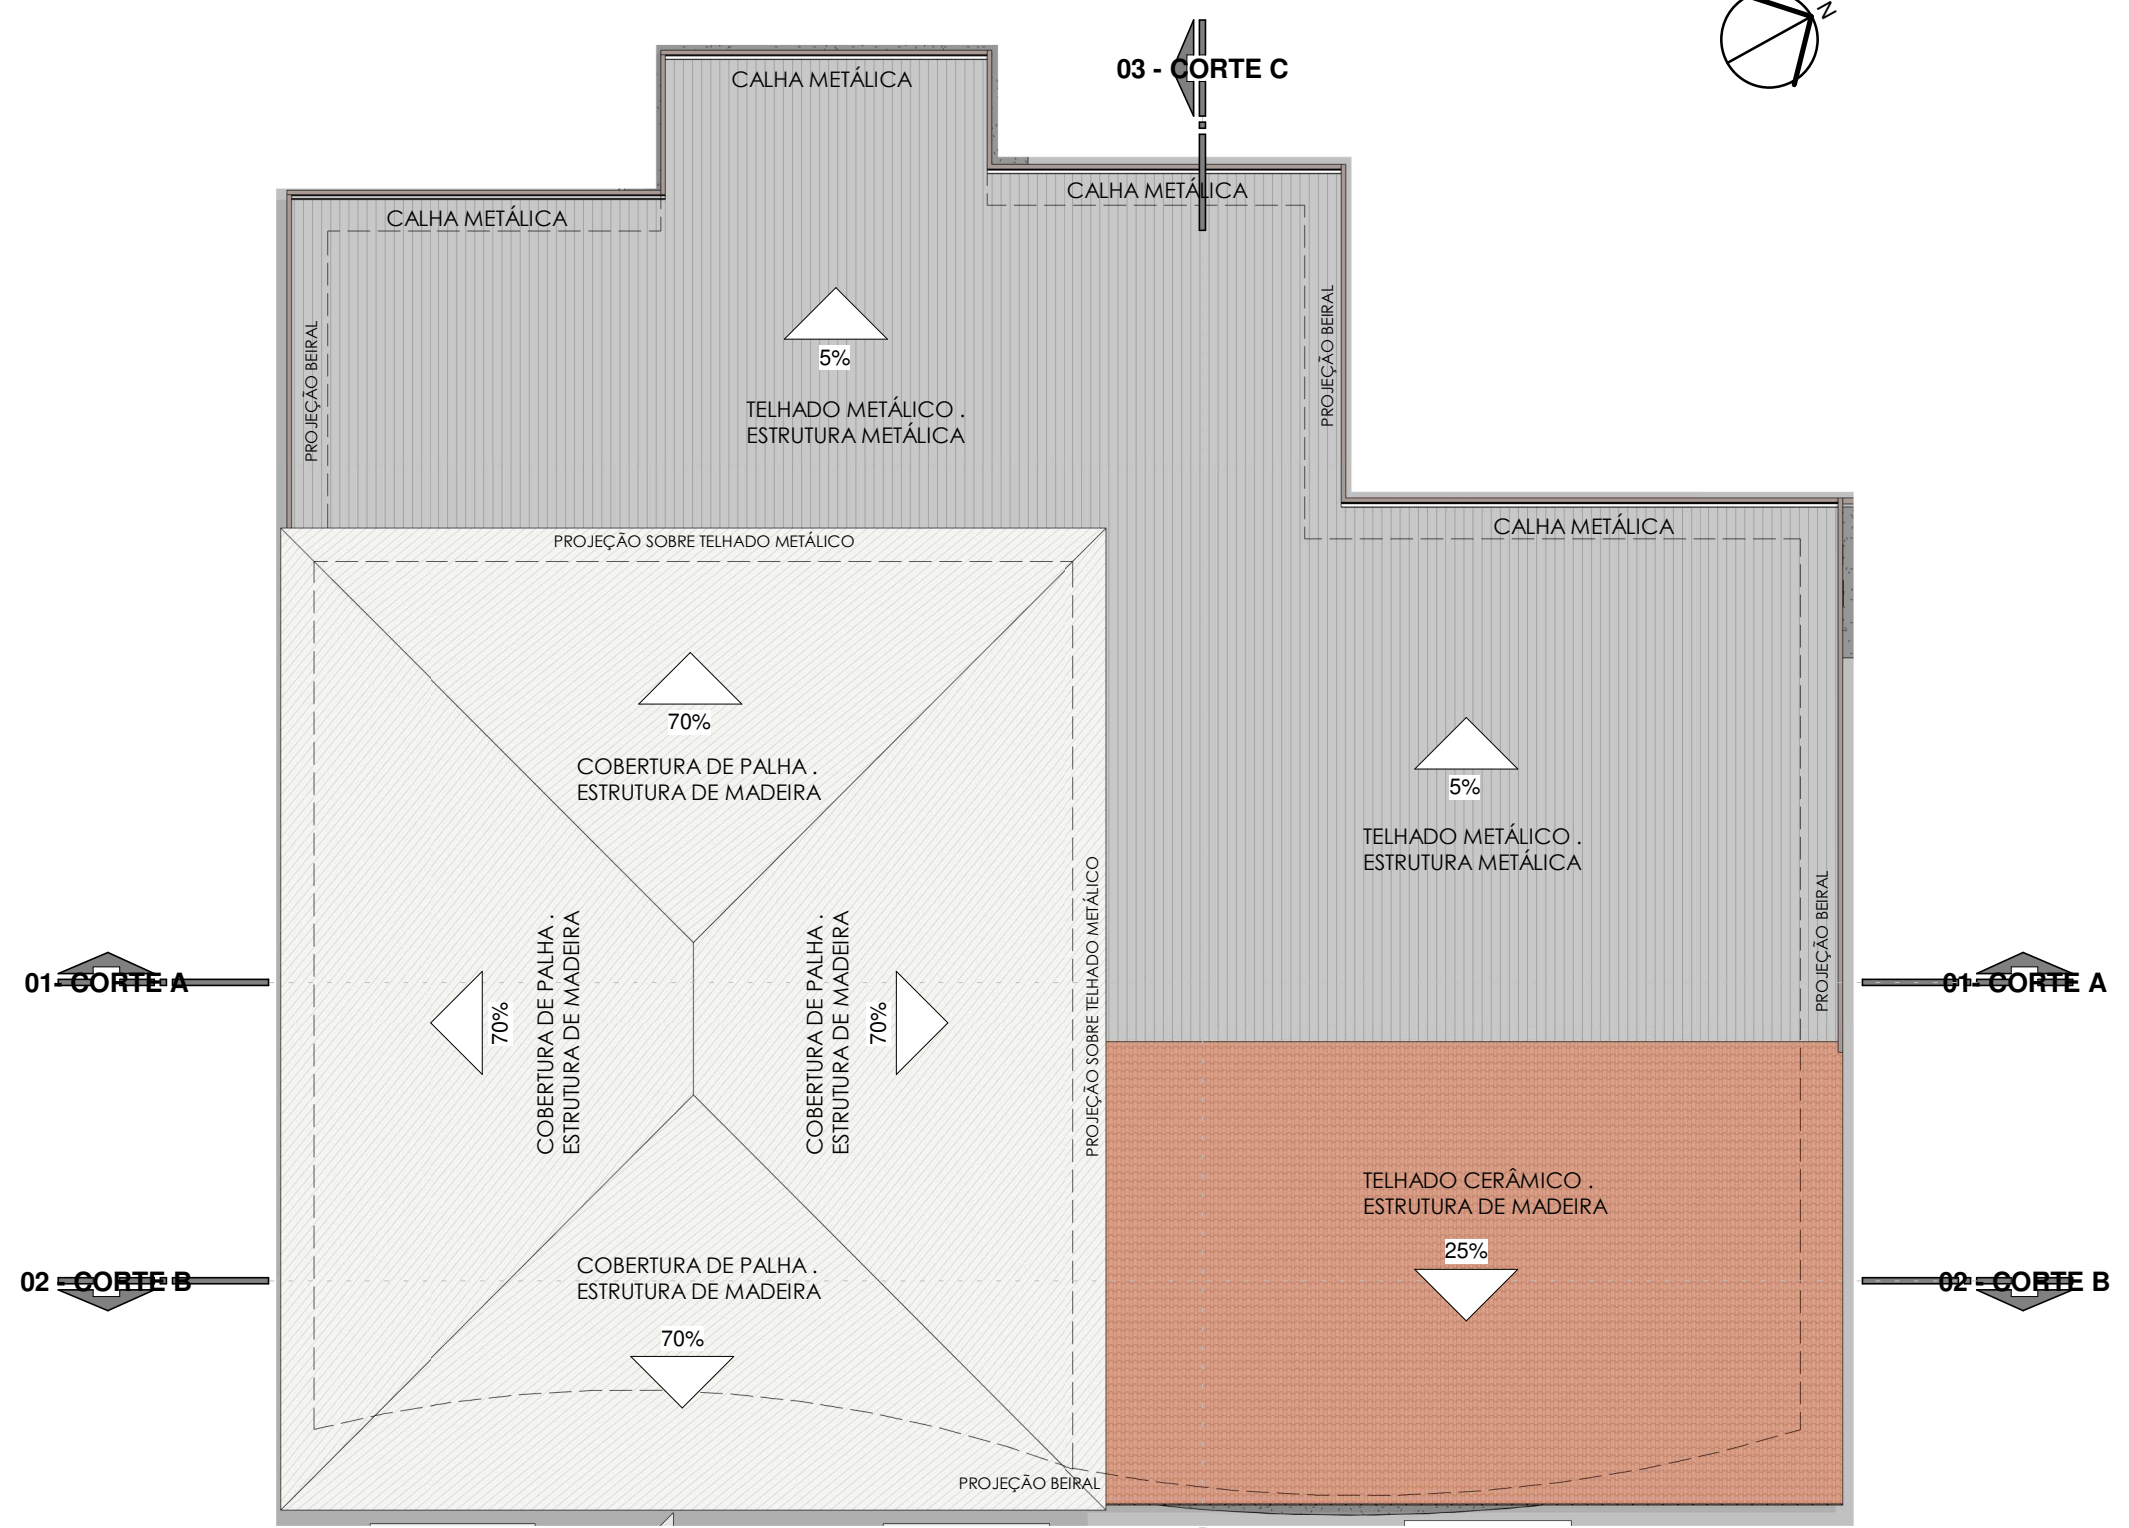 N
03 - CORTE C
CALHA METÁLICA
CALHA METÁLICA
CALHA METÁLICA
PROJEÇÃO BEIRAL
PROJEÇÃO BEIRAL
5%
TELHADO METÁLICO .
ESTRUTURA METÁLICA
CALHA METÁLICA
PROJEÇÃO SOBRE TELHADO METÁLICO
70%
COBERTURA DE PALHA .
ESTRUTURA DE MADEIRA
5%
TELHADO METÁLICO .
ESTRUTURA METÁLICA
PROJEÇÃO SOBRE TELHADO METÁLICO
PROJEÇÃO BEIRAL
01- CORTE A
70%
COBERTURA DE PALHA .
ESTRUTURA DE MADEIRA
COBERTURA DE PALHA .
ESTRUTURA DE MADEIRA
70%
01- CORTE A
TELHADO CERÂMICO .
ESTRUTURA DE MADEIRA
25%
02 - CORTE B
COBERTURA DE PALHA .
ESTRUTURA DE MADEIRA
70%
02 - CORTE B
PROJEÇÃO BEIRAL